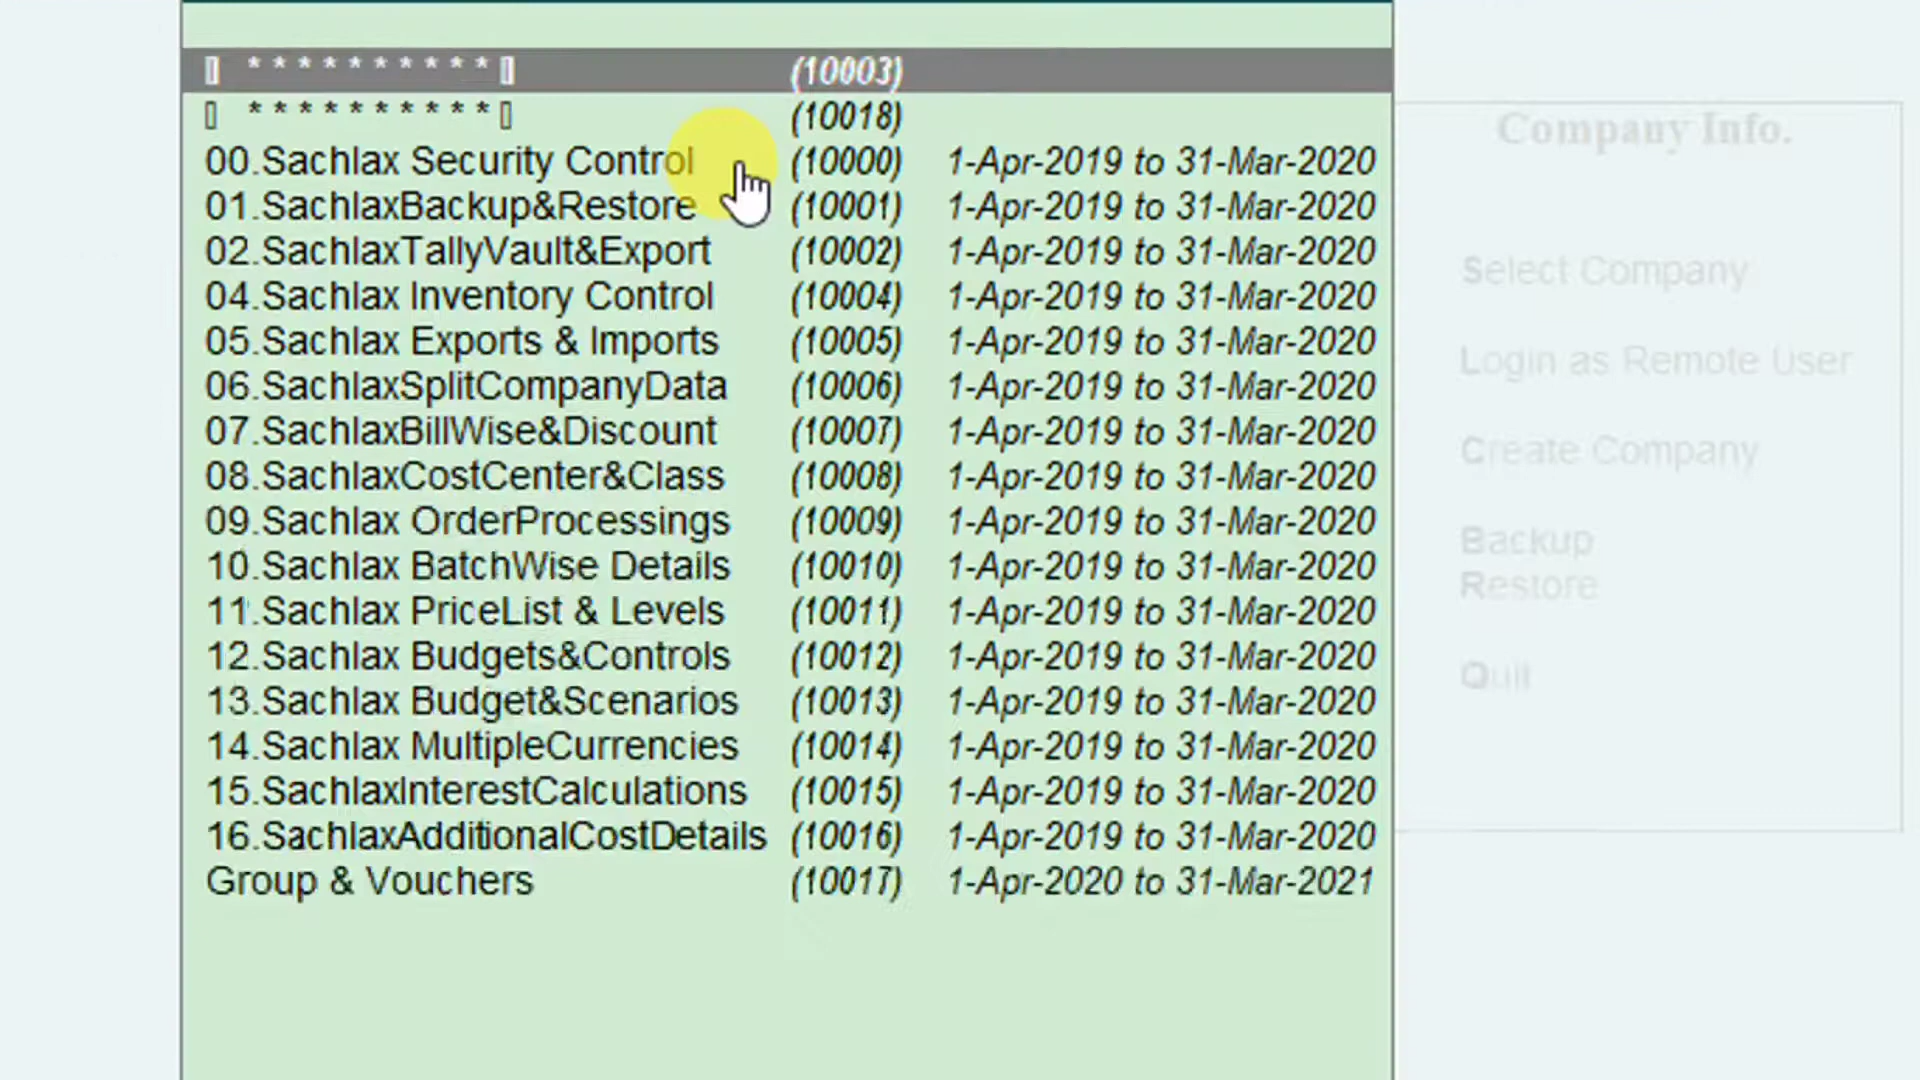 * * * * * * * * * * (10003)
* * * * * * * * * * (10018)
00.Sachlax Security Control (10000) 1-Apr-2019 to 31-Mar-2020
01.SachlaxBackup&Restore (10001) 1-Apr-2019 to 31-Mar-2020
02.SachlaxTallyVault&Export (10002) 1-Apr-2019 to 31-Mar-2020
04.Sachlax Inventory Control (10004) 1-Apr-2019 to 31-Mar-2020
05.Sachlax Exports & Imports (10005) 1-Apr-2019 to 31-Mar-2020
06.SachlaxSplitCompanyData (10006) 1-Apr-2019 to 31-Mar-2020
07.SachlaxBillWise&Discount (10007) 1-Apr-2019 to 31-Mar-2020
08.SachlaxCostCenter&Class (10008) 1-Apr-2019 to 31-Mar-2020
09.Sachlax OrderProcessings (10009) 1-Apr-2019 to 31-Mar-2020
10.Sachlax BatchWise Details (10010) 1-Apr-2019 to 31-Mar-2020
11.Sachlax PriceList & Levels (10011) 1-Apr-2019 to 31-Mar-2020
12.Sachlax Budgets&Controls (10012) 1-Apr-2019 to 31-Mar-2020
13.Sachlax Budget&Scenarios (10013) 1-Apr-2019 to 31-Mar-2020
14.Sachlax MultipleCurrencies (10014) 1-Apr-2019 to 31-Mar-2020
15.SachlaxInterestCalculations (10015) 1-Apr-2019 to 31-Mar-2020
16.SachlaxAdditionalCostDetails (10016) 1-Apr-2019 to 31-Mar-2020
Group & Vouchers (10017) 1-Apr-2020 to 31-Mar-2021
Company Info.
Select Company
Login as Remote User
Create Company
Backup
Restore
Quit